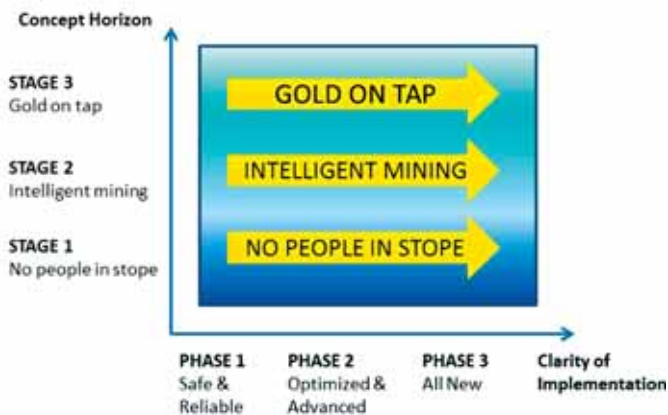 Concept Horizon
STAGE 3
Gold on tap
GOLD ON TAP
STAGE 2
Intelligent mining
INTELLIGENT MINING
STAGE 1
No people in stope
NO PEOPLE IN STOPE
PHASE 1
Safe &
Reliable
PHASE 2
Optimized &
Advanced
PHASE 3
All New
Clarity of
Implementation